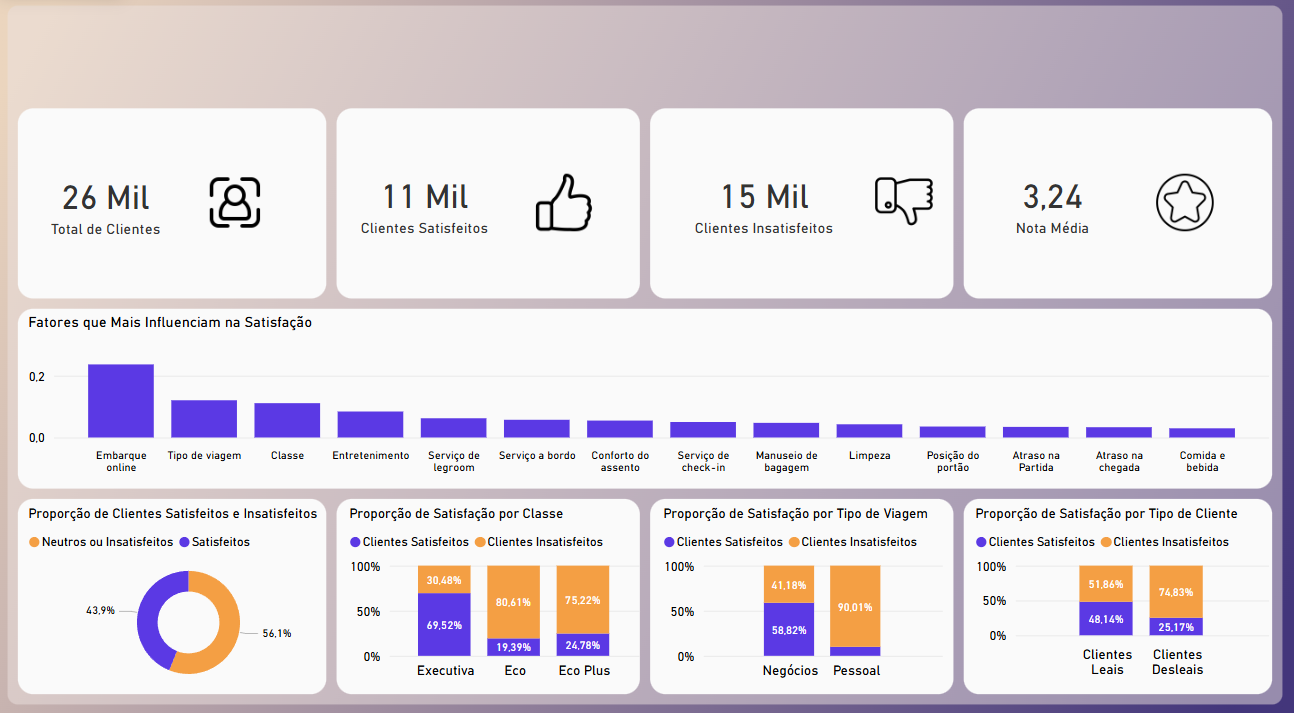 26 Mil
Total de Clientes
11 Mil
Clientes Satisfeitos
15 Mil
Clientes Insatisfeitos
3,24
Nota Média
Fatores que Mais Influenciam na Satisfação
0,2
0,0
Embarque
online
Tipo de viagem
Classe
Entretenimento
Serviço de
legroom
Serviço a bordo
Conforto do
assento
Serviço de
check-in
Manuseio de
bagagem
Limpeza
Posição do
portão
Atraso na
Partida
Atraso na
chegada
Comida e
bebida
Proporção de Clientes Satisfeitos e Insatisfeitos
Neutros ou Insatisfeitos
Satisfeitos
43,9%
56,1%
Proporção de Satisfação por Classe
Clientes Satisfeitos
Clientes Insatisfeitos
100%
50%
0%
30,48%
69,52%
80,61%
19,39%
75,22%
24,78%
Executiva
Eco
Eco Plus
Proporção de Satisfação por Tipo de Viagem
Clientes Satisfeitos
Clientes Insatisfeitos
100%
50%
0%
41,18%
58,82%
90,01%
Negócios
Pessoal
Proporção de Satisfação por Tipo de Cliente
Clientes Satisfeitos
Clientes Insatisfeitos
100%
50%
0%
51,86%
48,14%
74,83%
25,17%
Clientes
Leais
Clientes
Desleais